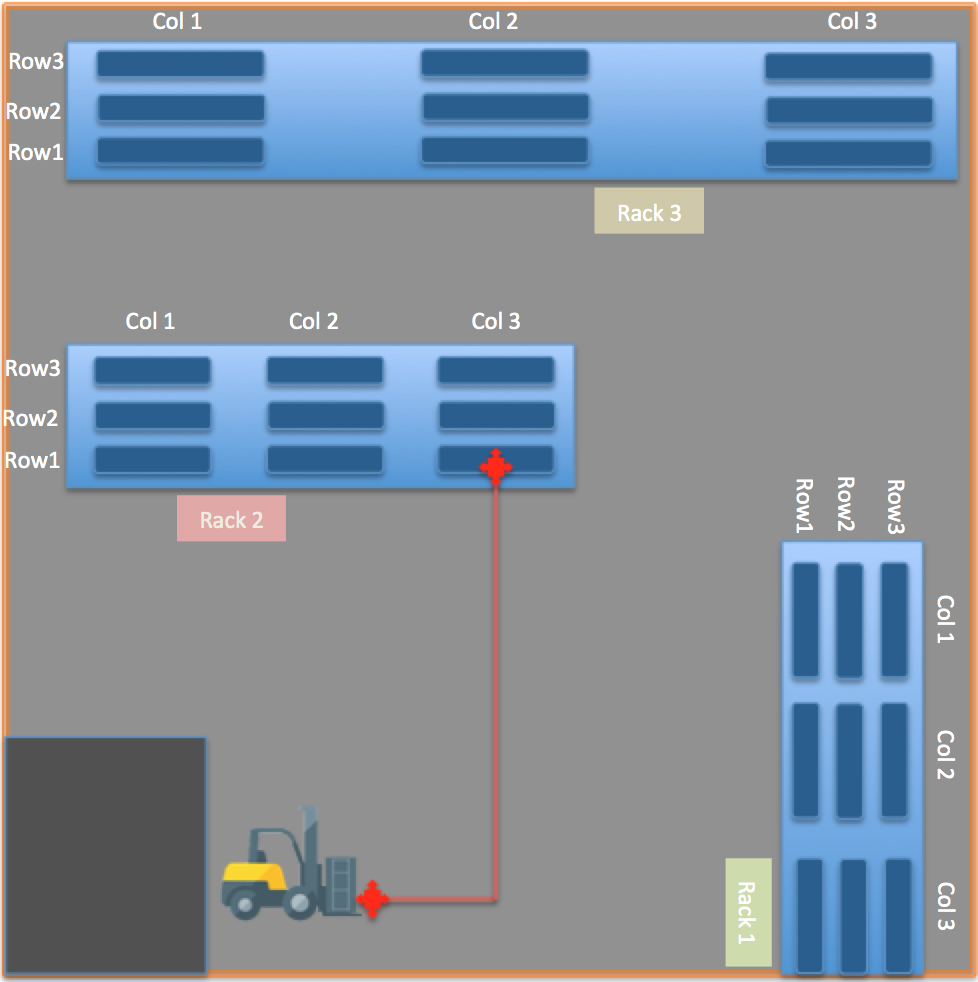 Col 1 Col 2 Col 3
Row3
Row2
Row1
Rack 3
Col 1 Col 2 Col 3
Row3
Row2
Row1
Rack 2
Row1 Row2 Row3
Col 1
Col 2
Col 3
Rack 1